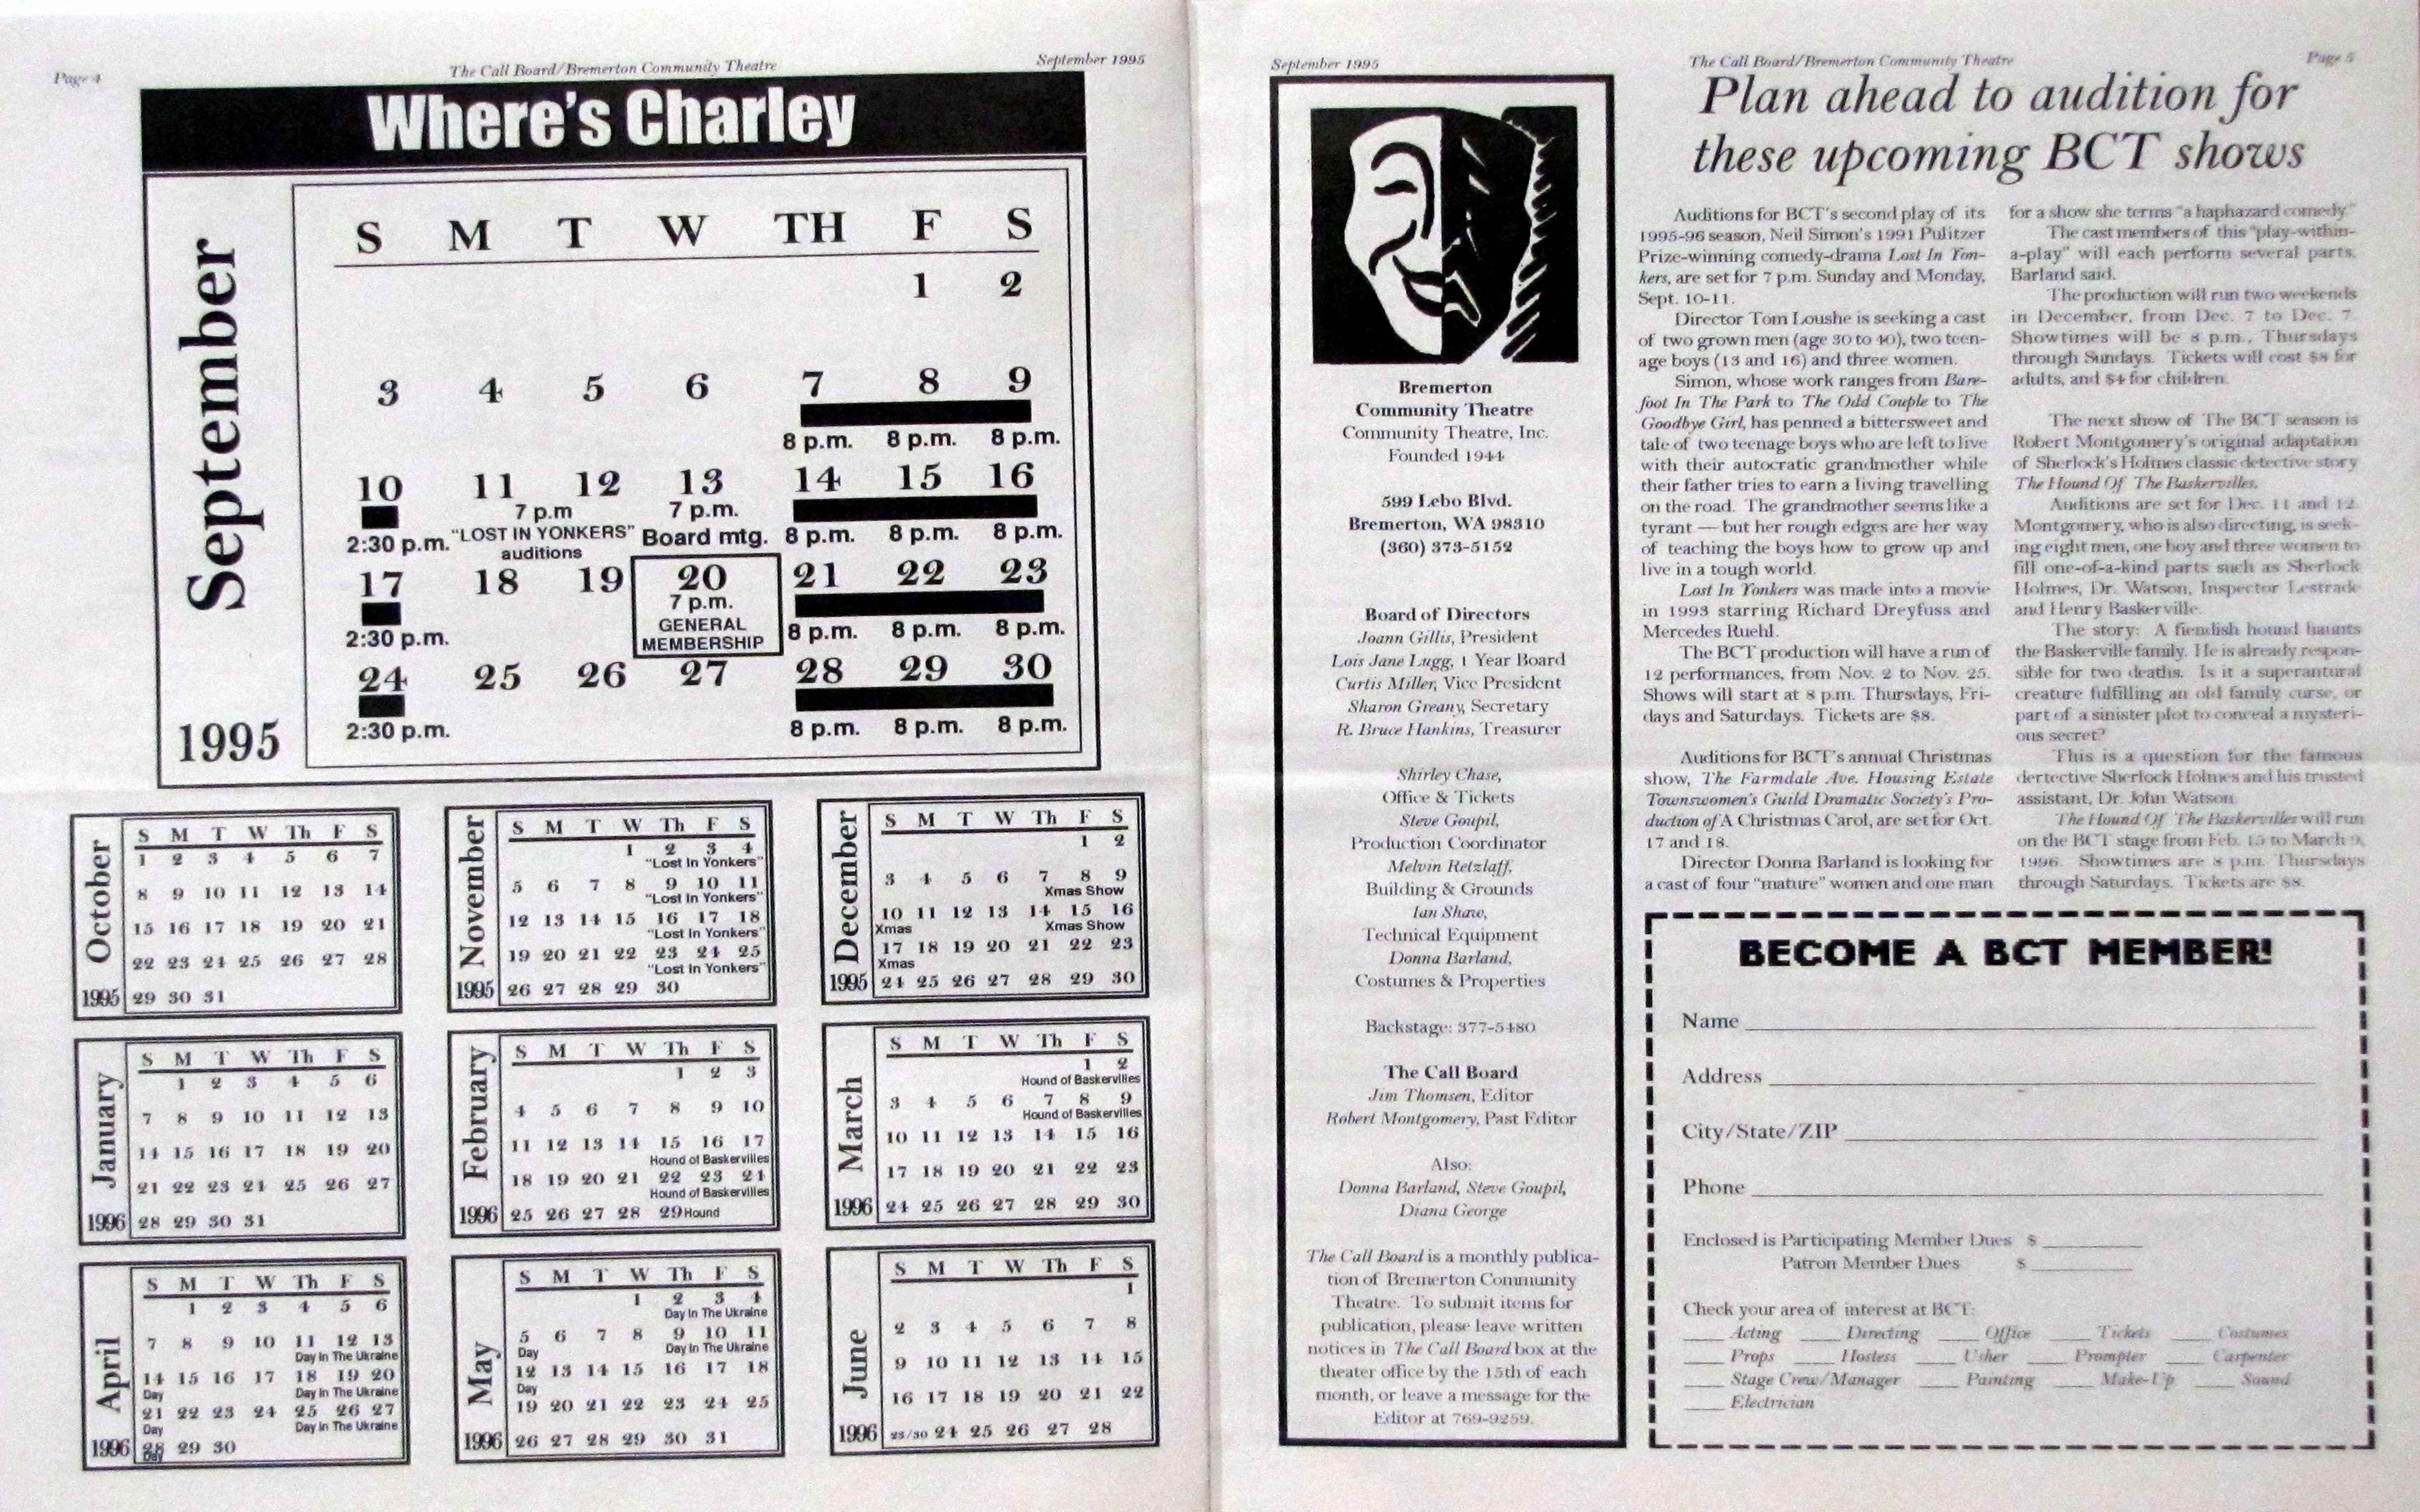 Page 4
The Call Board/Bremerton Community Theatre
September 1995
Where's Charley
September
1995
S M T W TH F S
1 2
3 4 5 6 7 8 9
8 p.m. 8 p.m. 8 p.m.
10 11 12 13 14 15 16
7 p.m 7 p.m.
2:30 p.m. "LOST IN YONKERS" Board mtg. 8 p.m. 8 p.m. 8 p.m.
auditions
17 18 19 20 21 22 23
7 p.m.
GENERAL
MEMBERSHIP
2:30 p.m. 8 p.m. 8 p.m. 8 p.m.
24 25 26 27 28 29 30
2:30 p.m. 8 p.m. 8 p.m. 8 p.m.
October
1995
S M T W Th F S
1 2 3 4 5 6 7
8 9 10 11 12 13 14
15 16 17 18 19 20 21
22 23 24 25 26 27 28
29 30 31
November
1995
S M T W Th F S
1 2 3 4
"Lost In Yonkers"
5 6 7 8 9 10 11
"Lost In Yonkers"
12 13 14 15 16 17 18
"Lost In Yonkers"
19 20 21 22 23 24 25
"Lost In Yonkers"
26 27 28 29 30
December
1995
S M T W Th F S
1 2
3 4 5 6 7 8 9
Xmas Show
10 11 12 13 14 15 16
Xmas Xmas Show
17 18 19 20 21 22 23
Xmas
24 25 26 27 28 29 30
January
1996
S M T W Th F S
1 2 3 4 5 6
7 8 9 10 11 12 13
14 15 16 17 18 19 20
21 22 23 24 25 26 27
28 29 30 31
February
1996
S M T W Th F S
1 2 3
4 5 6 7 8 9 10
11 12 13 14 15 16 17
Hound of Baskervilles
18 19 20 21 22 23 24
Hound of Baskervilles
25 26 27 28 29 Hound
March
1996
S M T W Th F S
1 2
Hound of Baskervilles
3 4 5 6 7 8 9
Hound of Baskervilles
10 11 12 13 14 15 16
17 18 19 20 21 22 23
24 25 26 27 28 29 30
April
1996
S M T W Th F S
1 2 3 4 5 6
7 8 9 10 11 12 13
Day In The Ukraine
14 15 16 17 18 19 20
Day Day In The Ukraine
21 22 23 24 25 26 27
Day Day In The Ukraine
28 29 30
Day
May
1996
S M T W Th F S
1 2 3 4
Day In The Ukraine
5 6 7 8 9 10 11
Day Day In The Ukraine
12 13 14 15 16 17 18
Day
19 20 21 22 23 24 25
26 27 28 29 30 31
June
1996
S M T W Th F S
1
2 3 4 5 6 7 8
9 10 11 12 13 14 15
16 17 18 19 20 21 22
23/30 24 25 26 27 28
September 1995
The Call Board/Bremerton Community Theatre
Page 5
Bremerton
Community Theatre
Community Theatre, Inc.
Founded 1944
599 Lebo Blvd.
Bremerton, WA 98310
(360) 373-5152
Board of Directors
Joann Gillis, President
Lois Jane Lugg, 1 Year Board
Curtis Miller, Vice President
Sharon Greany, Secretary
R. Bruce Hankins, Treasurer
Shirley Chase,
Office & Tickets
Steve Goupil,
Production Coordinator
Melvin Retzlaff,
Building & Grounds
Ian Shaw,
Technical Equipment
Donna Barland,
Costumes & Properties
Backstage: 377-5480
The Call Board
Jim Thomsen, Editor
Robert Montgomery, Past Editor
Also:
Donna Barland, Steve Goupil,
Diana George
The Call Board is a monthly publica-
tion of Bremerton Community
Theatre. To submit items for
publication, please leave written
notices in The Call Board box at the
theater office by the 15th of each
month, or leave a message for the
Editor at 769-9259.
Plan ahead to audition for
these upcoming BCT shows
Auditions for BCT's second play of its
1995-96 season, Neil Simon's 1991 Pulitzer
Prize-winning comedy-drama Lost In Yon-
kers, are set for 7 p.m. Sunday and Monday,
Sept. 10-11.
Director Tom Loushe is seeking a cast
of two grown men (age 30 to 40), two teen-
age boys (13 and 16) and three women.
Simon, whose work ranges from Bare-
foot In The Park to The Odd Couple to The
Goodbye Girl, has penned a bittersweet and
tale of two teenage boys who are left to live
with their autocratic grandmother while
their father tries to earn a living travelling
on the road. The grandmother seems like a
tyrant — but her rough edges are her way
of teaching the boys how to grow up and
live in a tough world.
Lost In Yonkers was made into a movie
in 1993 starring Richard Dreyfuss and
Mercedes Ruehl.
The BCT production will have a run of
12 performances, from Nov. 2 to Nov. 25.
Shows will start at 8 p.m. Thursdays, Fri-
days and Saturdays. Tickets are $8.
Auditions for BCT's annual Christmas
show, The Farmdale Ave. Housing Estate
Townswomen's Guild Dramatic Society's Pro-
duction of A Christmas Carol, are set for Oct.
17 and 18.
Director Donna Barland is looking for
a cast of four "mature" women and one man
for a show she terms "a haphazard comedy."
The cast members of this "play-within-
a-play" will each perform several parts,
Barland said.
The production will run two weekends
in December, from Dec. 7 to Dec. 7.
Showtimes will be 8 p.m., Thursdays
through Sundays. Tickets will cost $8 for
adults, and $4 for children.
The next show of The BCT season is
Robert Montgomery's original adaptation
of Sherlock's Holmes classic detective story
The Hound Of The Baskervilles.
Auditions are set for Dec. 11 and 12.
Montgomery, who is also directing, is seek-
ing eight men, one boy and three women to
fill one-of-a-kind parts such as Sherlock
Holmes, Dr. Watson, Inspector Lestrade
and Henry Baskerville.
The story: A fiendish hound haunts
the Baskerville family. He is already respon-
sible for two deaths. Is it a superantural
creature fulfilling an old family curse, or
part of a sinister plot to conceal a mysteri-
ous secret?
This is a question for the famous
dertective Sherlock Holmes and his trusted
assistant, Dr. John Watson.
The Hound Of The Baskervilles will run
on the BCT stage from Feb. 15 to March 9,
1996. Showtimes are 8 p.m. Thursdays
through Saturdays. Tickets are $8.
BECOME A BCT MEMBER!
Name
Address
City/State/ZIP
Phone
Enclosed is Participating Member Dues $
Patron Member Dues $
Check your area of interest at BCT:
Acting Directing Office Tickets Costumes
Props Hostess Usher Prompter Carpenter
Stage Crew/Manager Painting Make-Up Sound
Electrician